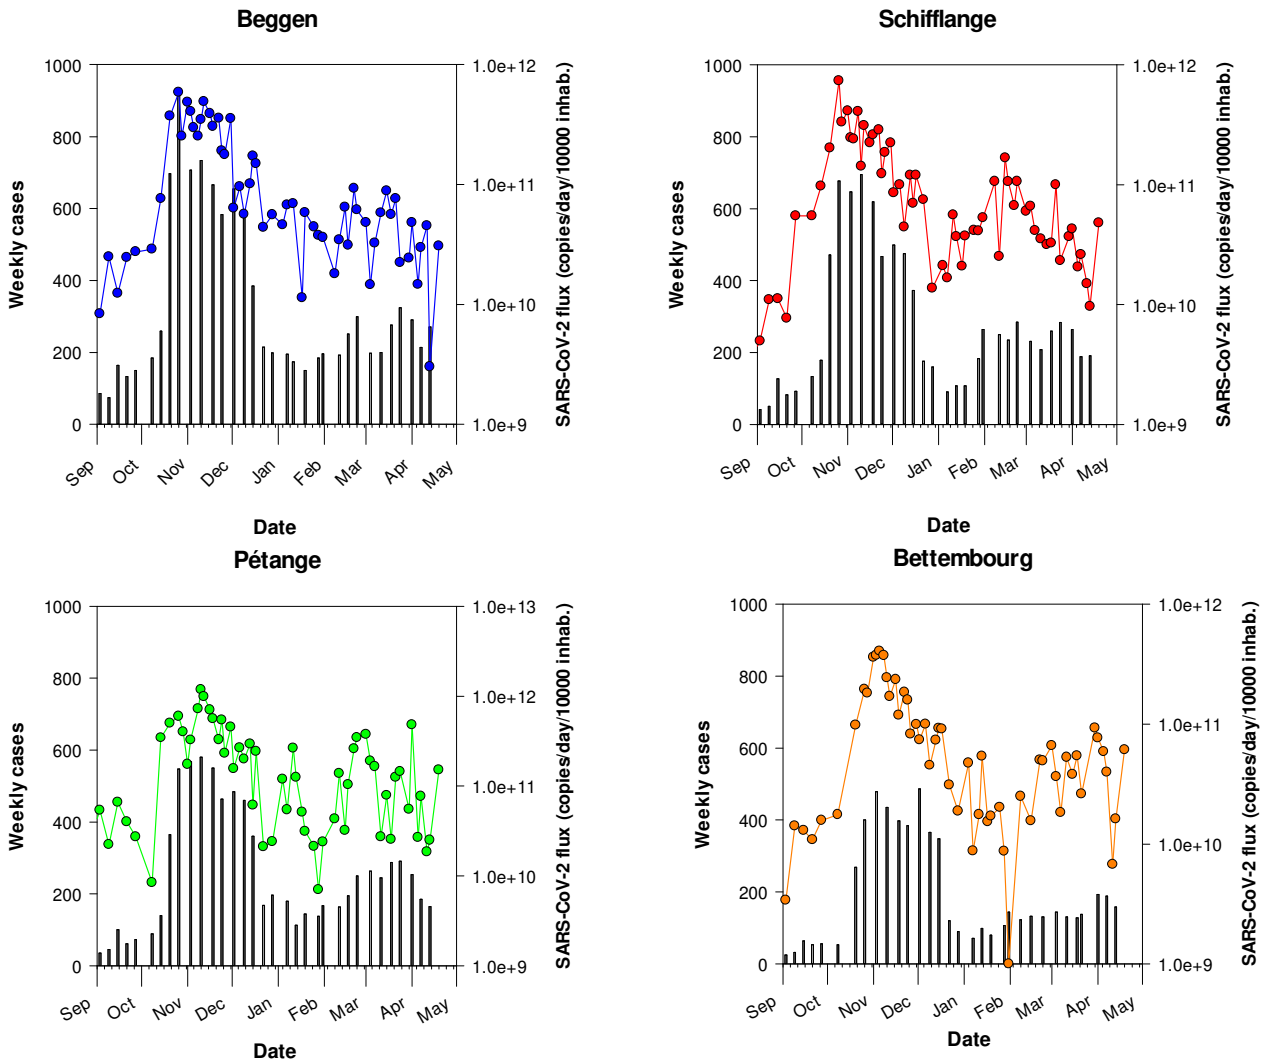 Beggen
Weekly cases
1000
800
600
400
200
0
1.0e+12
1.0e+11
1.0e+10
1.0e+9
SARS-CoV-2 flux (copies/day/10000 inhab.)
Sep Oct Nov Dec Jan Feb Mar Apr May
Date
Schifflange
Weekly cases
1000
800
600
400
200
0
1.0e+12
1.0e+11
1.0e+10
1.0e+9
SARS-CoV-2 flux (copies/day/10000 inhab.)
Sep Oct Nov Dec Jan Feb Mar Apr May
Date
Pétange
Weekly cases
1000
800
600
400
200
0
1.0e+13
1.0e+12
1.0e+11
1.0e+10
1.0e+9
SARS-CoV-2 flux (copies/day/10000 inhab.)
Sep Oct Nov Dec Jan Feb Mar Apr May
Date
Bettembourg
Weekly cases
1000
800
600
400
200
0
1.0e+12
1.0e+11
1.0e+10
1.0e+9
SARS-CoV-2 flux (copies/day/10000 inhab.)
Sep Oct Nov Dec Jan Feb Mar Apr May
Date